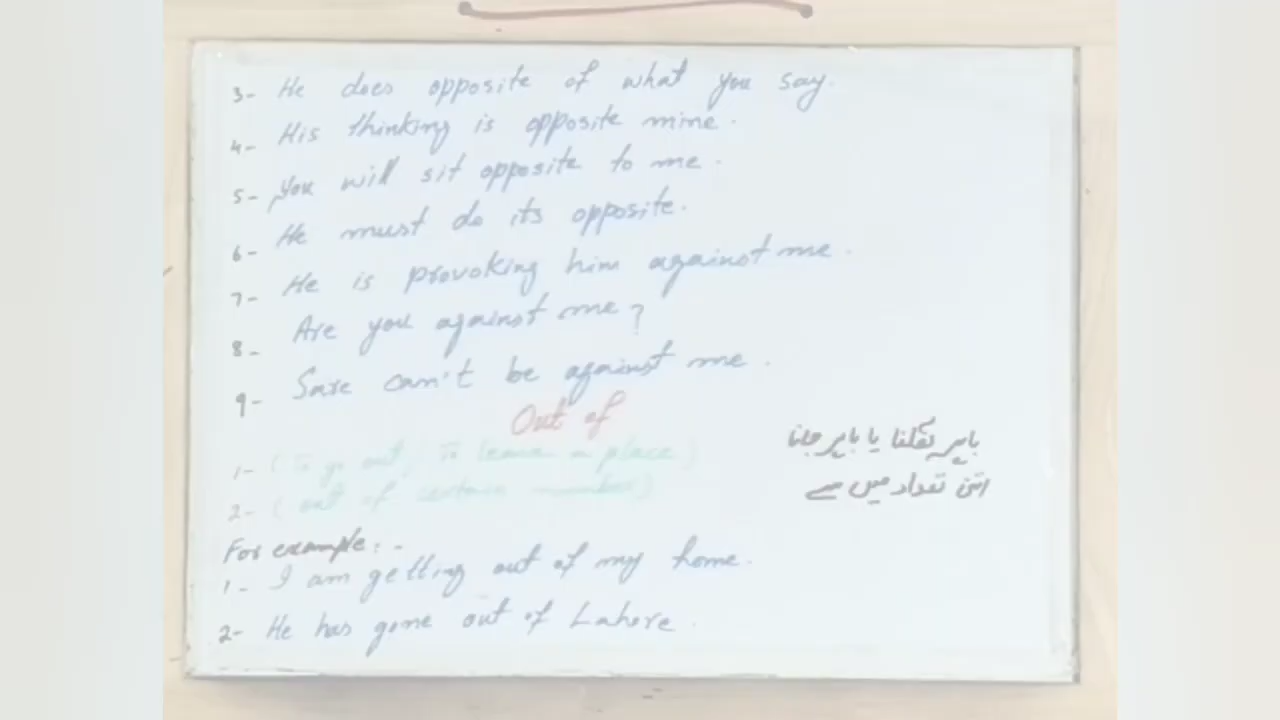 3- He does opposite of what you say.
4- His thinking is opposite mine.
5- You will sit opposite to me.
6- He must do its opposite.
7- He is provoking him against me.
8- Are you against me?
9- Sare can't be against me.
Out of
1- (To go out, To leave a place) باہر نکلنا یا باہر جانا
2- (out of certain number) اتنی تعداد میں سے
For example:-
1- I am getting out of my home.
2- He has gone out of Lahore.